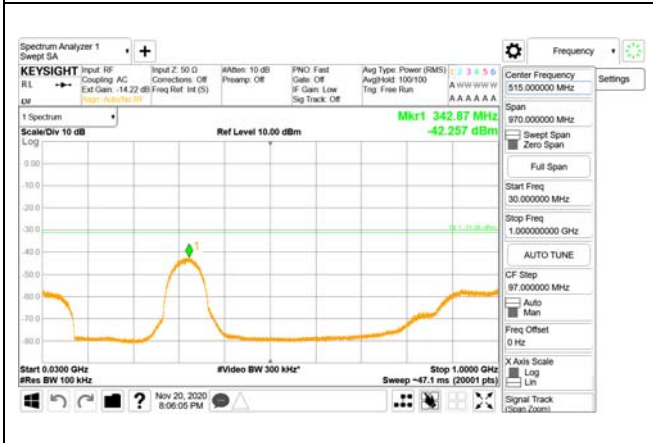 Spectrum Analyzer 1
Swept SA
+
Frequency
KEYSIGHT
Input: RF
Coupling: AC
Ext Gain: -14.22 dB
Align: Auto/No RF
RL
Input Z: 50 Ω
Corrections: Off
Freq Ref: Int (S)
#Atten: 10 dB
Preamp: Off
PNO: Fast
Gate: Off
IF Gain: Low
Sig Track: Off
Avg Type: Power (RMS)
Avg|Hold: 100/100
Trig: Free Run
1 2 3 4 5 6
A W W W W W
A A A A A A
1 Spectrum
Scale/Div 10 dB
Log
Ref Level 10.00 dBm
Mkr1 342.87 MHz
-42.257 dBm
0.00
-10.0
-20.0
-30.0
-40.0
-50.0
-60.0
-70.0
-80.0
1
Start 0.0300 GHz
#Res BW 100 kHz
#Video BW 300 kHz*
Stop 1.0000 GHz
Sweep ~47.1 ms (20001 pts)
Center Frequency
515.000000 MHz
Settings
Span
970.000000 MHz
Swept Span
Zero Span
Full Span
Start Freq
30.000000 MHz
Stop Freq
1.000000000 GHz
AUTO TUNE
CF Step
97.000000 MHz
Auto
Man
Freq Offset
0 Hz
X Axis Scale
Log
Lin
Signal Track
(Span Zoom)
?
Nov 20, 2020
8:06:05 PM